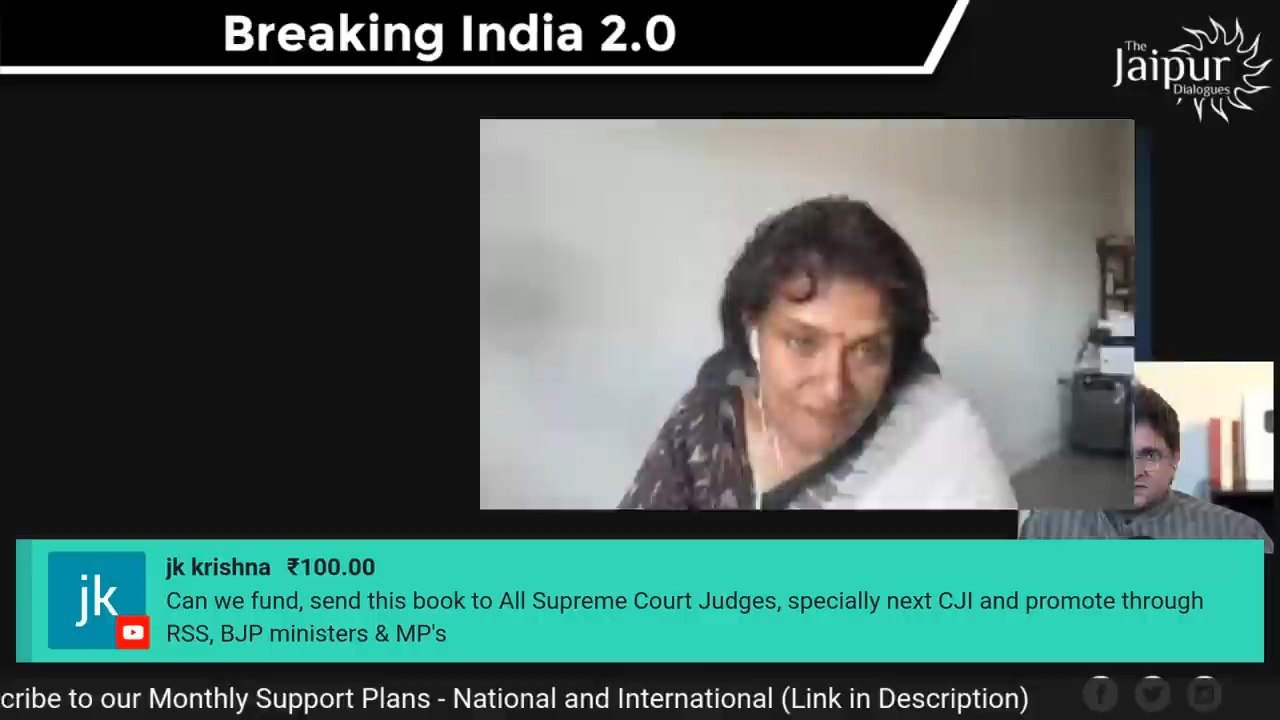 Breaking India 2.0
The
Jaipur
Dialogues
jk krishna ₹100.00
jk
Can we fund, send this book to All Supreme Court Judges, specially next CJI and promote through
RSS, BJP ministers & MP's
cribe to our Monthly Support Plans - National and International (Link in Description)